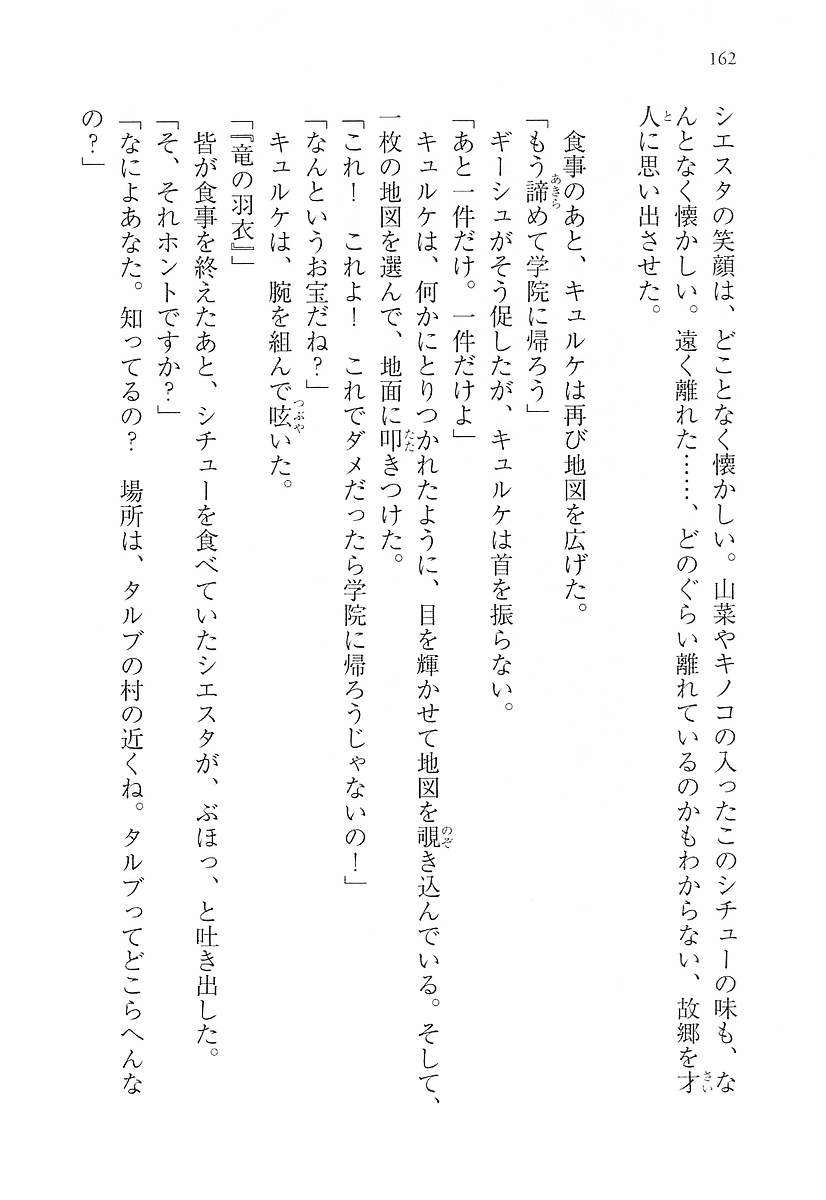 162
シエスタの笑顔は、どことなく懐かしい。山菜やキノコの入ったこのシチューの味も、な
んとなく懐かしい。遠く離れた……、どのぐらい離れているのかもわからない、故郷を才
人に思い出させた。
食事のあと、キュルケは再び地図を広げた。
「もう諦めて学院に帰ろう」
ギーシュがそう促したが、キュルケは首を振らない。
「あと一件だけ。一件だけよ」
キュルケは、何かにとりつかれたように、目を輝かせて地図を覗き込んでいる。そして、
一枚の地図を選んで、地面に叩きつけた。
「これ！　これよ！　これでダメだったら学院に帰ろうじゃないの！」
「なんというお宝だね？」
キュルケは、腕を組んで呟いた。
「『竜の羽衣』」
皆が食事を終えたあと、シチューを食べていたシエスタが、ぶほっ、と吐き出した。
「そ、それホントですか？」
「なによあなた。知ってるの？　場所は、タルブの村の近くね。タルブってどこらへんな
の？」